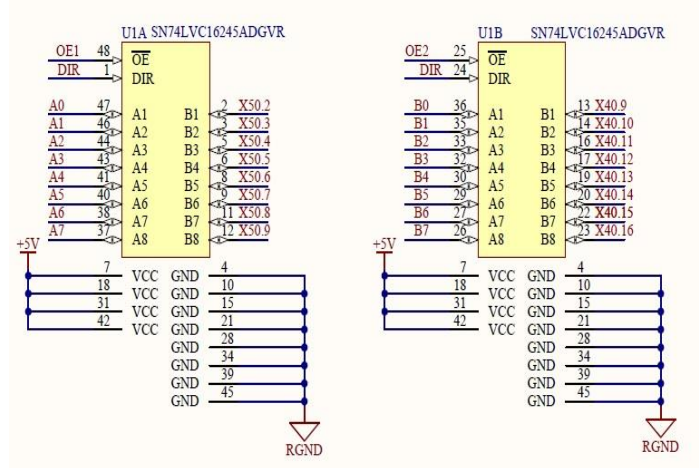 U1A SN74LVC16245ADGVR
OE1 48 OE
DIR 1 DIR
A0 47 A1 B1 2 X50.2
A1 46 A2 B2 3 X50.3
A2 44 A3 B3 5 X50.4
A3 43 A4 B4 6 X50.5
A4 41 A5 B5 8 X50.6
A5 40 A6 B6 9 X50.7
A6 38 A7 B7 11 X50.8
A7 37 A8 B8 12 X50.9
+5V
7 VCC GND 4
18 VCC GND 10
31 VCC GND 15
42 VCC GND 21
GND 28
GND 34
GND 39
GND 45
RGND
U1B SN74LVC16245ADGVR
OE2 25 OE
DIR 24 DIR
B0 36 A1 B1 13 X40.9
B1 35 A2 B2 14 X40.10
B2 33 A3 B3 16 X40.11
B3 32 A4 B4 17 X40.12
B4 30 A5 B5 19 X40.13
B5 29 A6 B6 20 X40.14
B6 27 A7 B7 22 X40.15
B7 26 A8 B8 23 X40.16
+5V
7 VCC GND 4
18 VCC GND 10
31 VCC GND 15
42 VCC GND 21
GND 28
GND 34
GND 39
GND 45
RGND